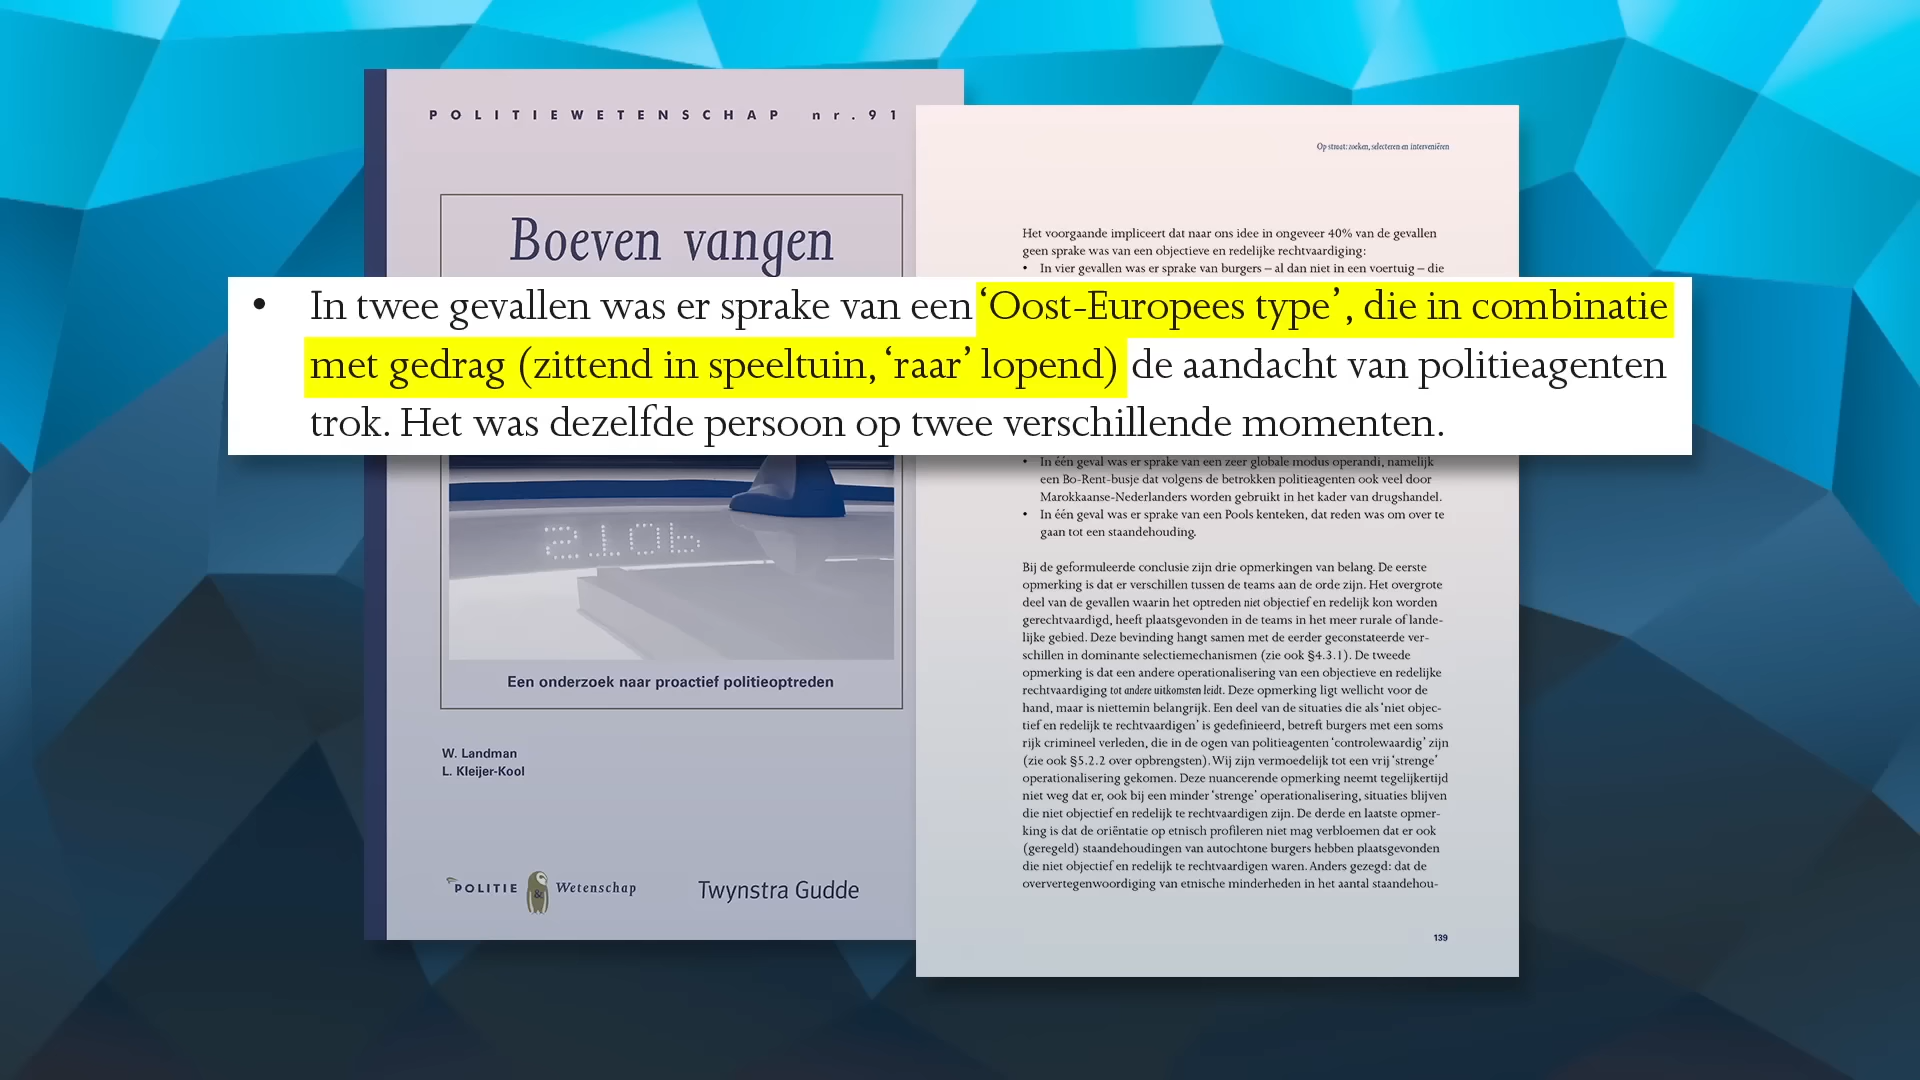 POLITIEWETENSCHAP nr.91
Boeven vangen
Een onderzoek naar proactief politieoptreden
W. Landman
L. Kleijer-Kool
POLITIE & Wetenschap
Twynstra Gudde
• In twee gevallen was er sprake van een ‘Oost-Europees type’, die in combinatie
met gedrag (zittend in speeltuin, ‘raar’ lopend) de aandacht van politieagenten
trok. Het was dezelfde persoon op twee verschillende momenten.
Op straat: zoeken, selecteren en interveniëren
Het voorgaande impliceert dat naar ons idee in ongeveer 40% van de gevallen
geen sprake was van een objectieve en redelijke rechtvaardiging:
• In vier gevallen was er sprake van burgers – al dan niet in een voertuig – die
• In één geval was er sprake van een zeer globale modus operandi, namelijk
een Bo-Rent-busje dat volgens de betrokken politieagenten ook veel door
Marokkaanse-Nederlanders worden gebruikt in het kader van drugshandel.
• In één geval was er sprake van een Pools kenteken, dat reden was om over te
gaan tot een staandehouding.
Bij de geformuleerde conclusie zijn drie opmerkingen van belang. De eerste
opmerking is dat er verschillen tussen de teams aan de orde zijn. Het overgrote
deel van de gevallen waarin het optreden niet objectief en redelijk kon worden
gerechtvaardigd, heeft plaatsgevonden in de teams in het meer rurale of lande-
lijke gebied. Deze bevinding hangt samen met de eerder geconstateerde ver-
schillen in dominante selectiemechanismen (zie ook §4.3.1). De tweede
opmerking is dat een andere operationalisering van een objectieve en redelijke
rechtvaardiging tot andere uitkomsten leidt. Deze opmerking ligt wellicht voor de
hand, maar is niettemin belangrijk. Een deel van de situaties die als ‘niet objec-
tief en redelijk te rechtvaardigen’ is gedefinieerd, betreft burgers met een soms
rijk crimineel verleden, die in de ogen van politieagenten ‘controlewaardig’ zijn
(zie ook §5.2.2 over opbrengsten). Wij zijn vermoedelijk tot een vrij ‘strenge’
operationalisering gekomen. Deze nuancerende opmerking neemt tegelijkertijd
niet weg dat er, ook bij een minder ‘strenge’ operationalisering, situaties blijven
die niet objectief en redelijk te rechtvaardigen zijn. De derde en laatste opmer-
king is dat de oriëntatie op etnisch profileren niet mag verbloemen dat er ook
(geregeld) staandehoudingen van autochtone burgers hebben plaatsgevonden
die niet objectief en redelijk te rechtvaardigen waren. Anders gezegd: dat de
oververtegenwoordiging van etnische minderheden in het aantal staandehou-
139